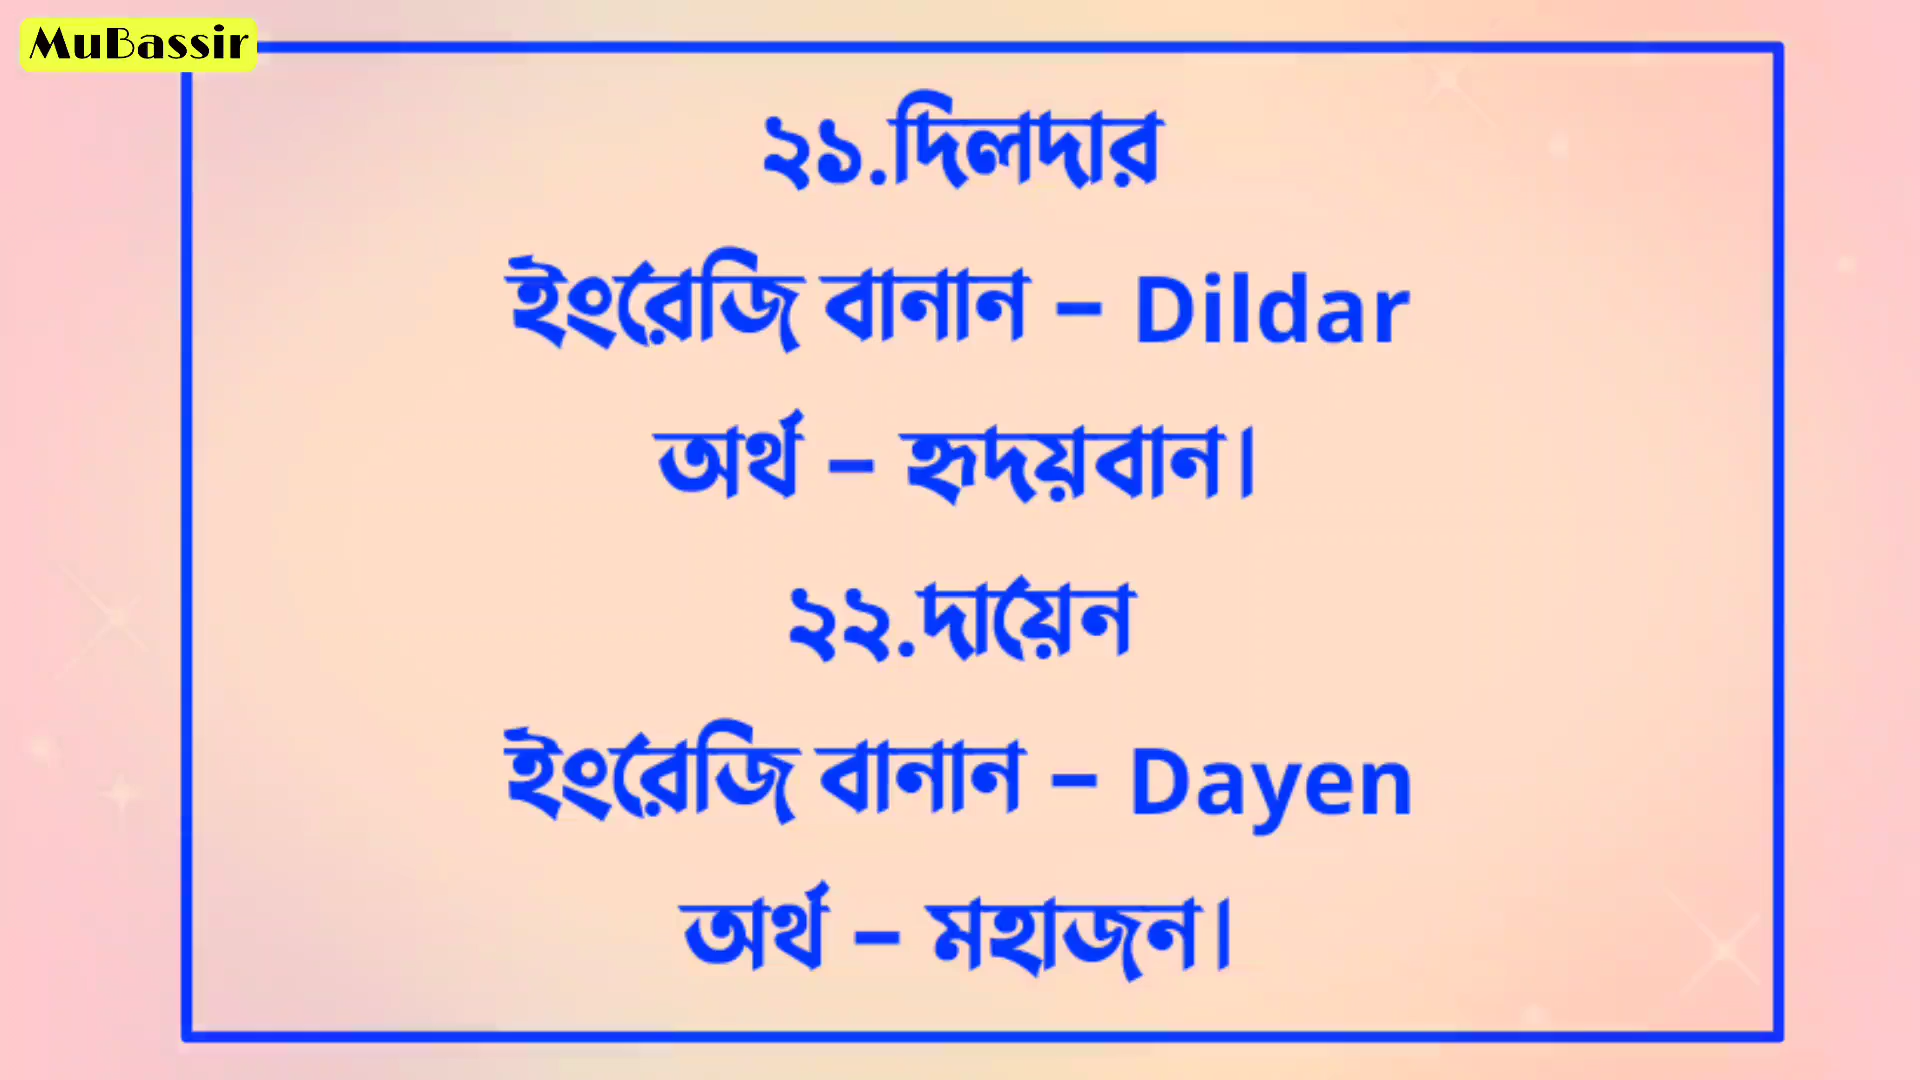 MuBassir
২১.দিলদার
ইংরেজি বানান – Dildar
অর্থ – হৃদয়বান।
২২.দায়েন
ইংরেজি বানান – Dayen
অর্থ – মহাজন।